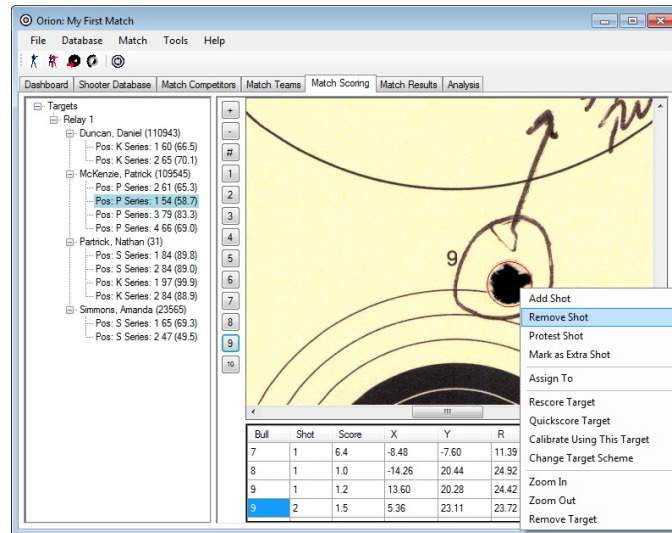 Orion: My First Match
File Database Match Tools Help
Dashboard Shooter Database Match Competitors Match Teams Match Scoring Match Results Analysis
Targets
Relay 1
Duncan, Daniel (110943)
Pos: K Series: 1 60 (66.5)
Pos: K Series: 2 65 (70.1)
McKenzie, Patrick (109545)
Pos: P Series: 2 61 (65.3)
Pos: P Series: 1 54 (58.7)
Pos: P Series: 3 79 (83.3)
Pos: P Series: 4 66 (69.0)
Partrick, Nathan (31)
Pos: S Series: 1 84 (89.8)
Pos: S Series: 2 84 (89.0)
Pos: K Series: 1 97 (99.9)
Pos: K Series: 2 84 (88.9)
Simmons, Amanda (23565)
Pos: S Series: 1 65 (69.3)
Pos: S Series: 2 47 (49.5)
+
-
#
1
2
3
4
5
6
7
8
9
10
9
Add Shot
Remove Shot
Protest Shot
Mark as Extra Shot
Assign To
Rescore Target
Quickscore Target
Calibrate Using This Target
Change Target Scheme
Zoom In
Zoom Out
Remove Target
Bull Shot Score X Y R
7 1 6.4 -8.48 -7.60 11.39
8 1 1.0 -14.26 20.44 24.92
9 1 1.2 13.60 20.28 24.42
9 2 1.5 5.36 23.11 23.72